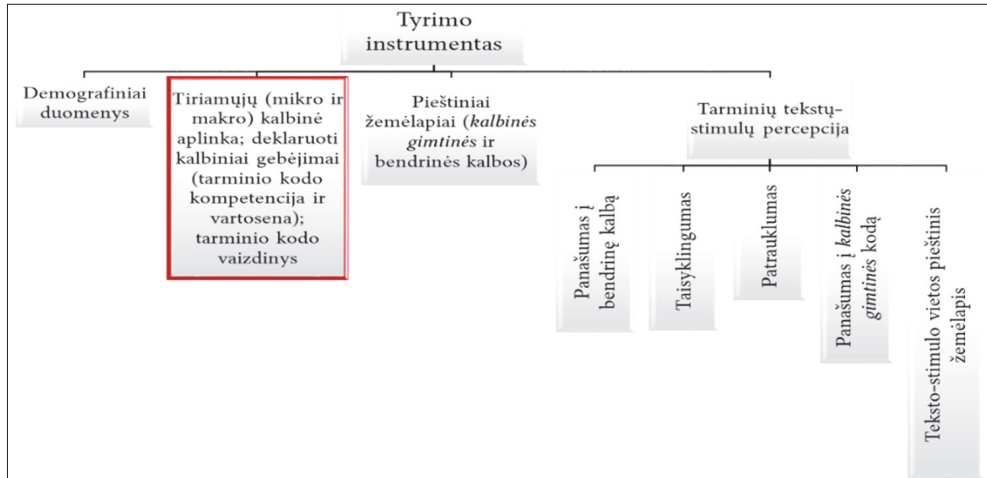 Tyrimo
instrumentas
Demografiniai
duomenys
Tiriamųjų (mikro ir
makro) kalbinė
aplinka; deklaruoti
kalbiniai gebėjimai
(tarminio kodo
kompetencija ir
vartosena);
tarminio kodo
vaizdinys
Pieštiniai
žemėlapiai (kalbinės
gimtinės ir
bendrinės kalbos)
Tarminių tekstų-
stimulų percepcija
Panašumas į
bendrinę kalbą
Taisyklingumas
Patrauklumas
Panašumas į kalbinės
gimtinės kodą
Teksto-stimulo vietos pieštinis
žemėlapis